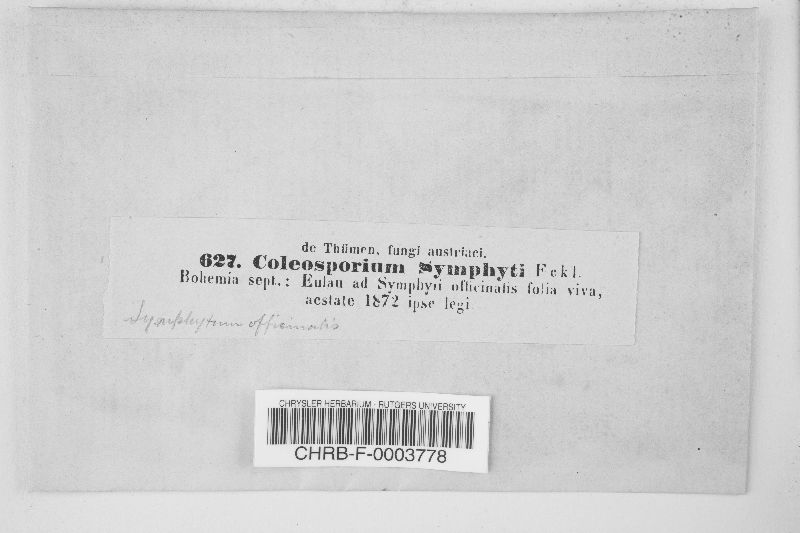 de Thümen, fungi austriaci.
627. Coleosporium Symphyti Fckl.
Bohemia sept.: Eulau ad Symphyii officinalis folia viva,
aestate 1872 ipse legi.
Symphytum officinalis
CHRYSLER HERBARIUM - RUTGERS UNIVERSITY
CHRB-F-0003778